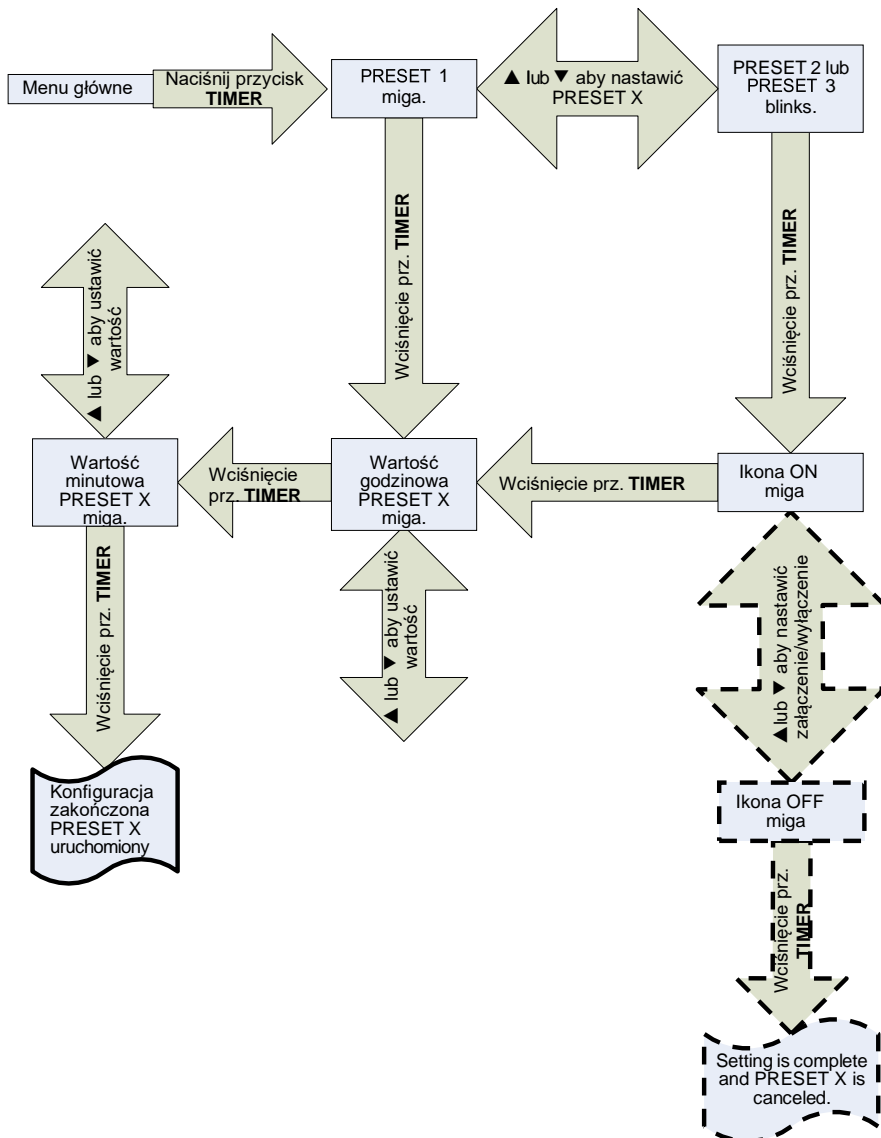 Menu główne
Naciśnij przycisk
TIMER
PRESET 1
miga.
▲ lub ▼ aby nastawić
PRESET X
PRESET 2 lub
PRESET 3
blinks.
Wciśnięcie prz. TIMER
Wciśnięcie prz. TIMER
▲ lub ▼ aby ustawić
wartość
Wartość
minutowa
PRESET X
miga.
Wciśnięcie
prz. TIMER
Wartość
godzinowa
PRESET X
miga.
Wciśnięcie prz. TIMER
Ikona ON
miga
Wciśnięcie prz. TIMER
▲ lub ▼ aby ustawić
wartość
▲lub ▼ aby nastawić
załączenie/wyłączenie
Konfiguracja
zakończona
PRESET X
uruchomiony
Ikona OFF
miga
Wciśnięcie prz.
TIMER
Setting is complete
and PRESET X is
canceled.